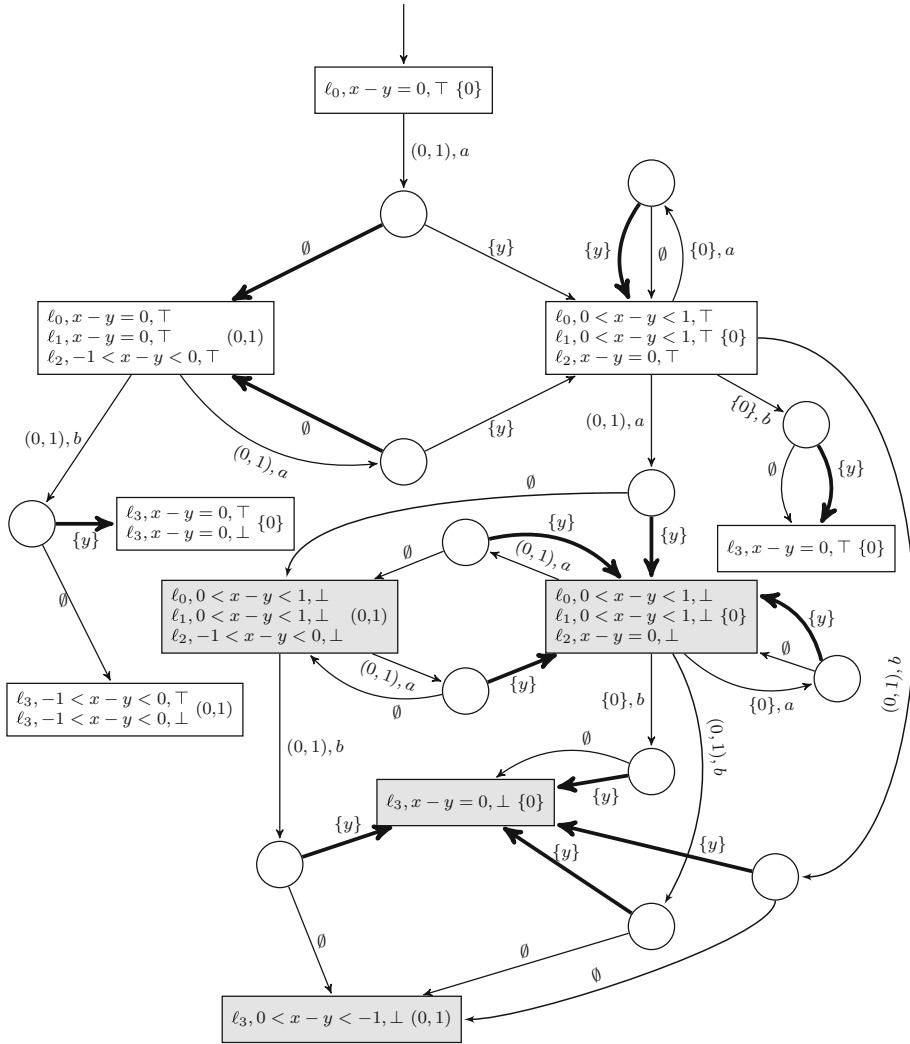 ℓ₀, x − y = 0, ⊤ {0}
(0, 1), a
∅
{y}
{y}
∅
{0}, a
ℓ₀, x − y = 0, ⊤
ℓ₁, x − y = 0, ⊤ (0,1)
ℓ₂, −1 < x − y < 0, ⊤
ℓ₀, 0 < x − y < 1, ⊤
ℓ₁, 0 < x − y < 1, ⊤ {0}
ℓ₂, x − y = 0, ⊤
(0, 1), b
(0, 1), a
∅
{y}
(0, 1), a
{0}, b
∅
{y}
ℓ₃, x − y = 0, ⊤
ℓ₃, x − y = 0, ⊥ {0}
{y}
∅
∅
{y}
ℓ₃, x − y = 0, ⊤ {0}
∅
(0, 1), a
{y}
ℓ₀, 0 < x − y < 1, ⊥
ℓ₁, 0 < x − y < 1, ⊥ (0,1)
ℓ₂, −1 < x − y < 0, ⊥
ℓ₀, 0 < x − y < 1, ⊥
ℓ₁, 0 < x − y < 1, ⊥ {0}
ℓ₂, x − y = 0, ⊥
{y}
∅
(0, 1), a
∅
{y}
{0}, a
(0, 1), b
ℓ₃, −1 < x − y < 0, ⊤
ℓ₃, −1 < x − y < 0, ⊥ (0,1)
(0, 1), b
{0}, b
(0, 1), b
∅
{y}
ℓ₃, x − y = 0, ⊥ {0}
{y}
{y}
{y}
∅
∅
∅
ℓ₃, 0 < x − y < −1, ⊥ (0, 1)